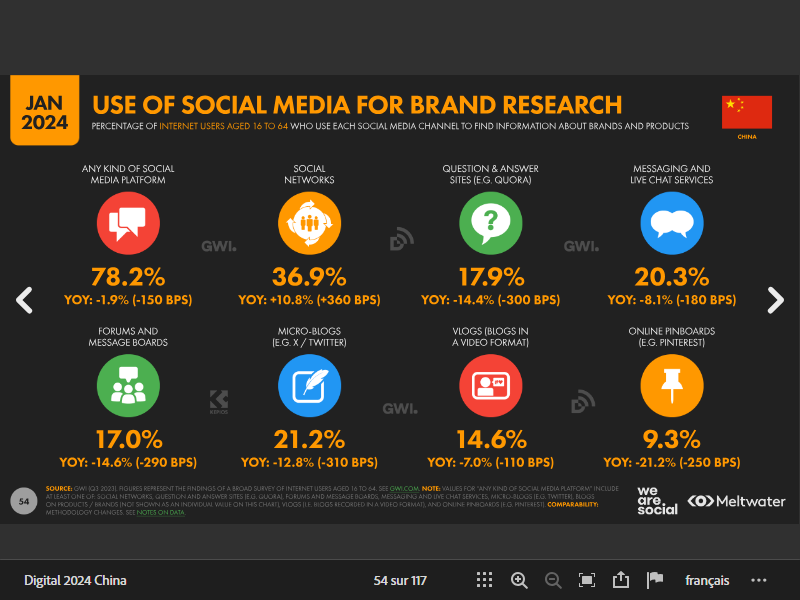 JAN
2024
USE OF SOCIAL MEDIA FOR BRAND RESEARCH
PERCENTAGE OF INTERNET USERS AGED 16 TO 64 WHO USE EACH SOCIAL MEDIA CHANNEL TO FIND INFORMATION ABOUT BRANDS AND PRODUCTS
CHINA
ANY KIND OF SOCIAL
MEDIA PLATFORM
78.2%
YOY: -1.9% (-150 BPS)
SOCIAL
NETWORKS
36.9%
YOY: +10.8% (+360 BPS)
QUESTION & ANSWER
SITES (E.G. QUORA)
?
17.9%
YOY: -14.4% (-300 BPS)
MESSAGING AND
LIVE CHAT SERVICES
20.3%
YOY: -8.1% (-180 BPS)
GWI.
GWI.
FORUMS AND
MESSAGE BOARDS
17.0%
YOY: -14.6% (-290 BPS)
MICRO-BLOGS
(E.G. X / TWITTER)
21.2%
YOY: -12.8% (-310 BPS)
VLOGS (BLOGS IN
A VIDEO FORMAT)
14.6%
YOY: -7.0% (-110 BPS)
ONLINE PINBOARDS
(E.G. PINTEREST)
9.3%
YOY: -21.2% (-250 BPS)
KEPIOS
GWI.
54
SOURCE: GWI (Q3 2023). FIGURES REPRESENT THE FINDINGS OF A BROAD SURVEY OF INTERNET USERS AGED 16 TO 64. SEE GWI.COM. NOTE: VALUES FOR "ANY KIND OF SOCIAL MEDIA PLATFORM" INCLUDE
AT LEAST ONE OF: SOCIAL NETWORKS, QUESTION AND ANSWER SITES (E.G. QUORA), FORUMS AND MESSAGE BOARDS, MESSAGING AND LIVE CHAT SERVICES, MICRO-BLOGS (E.G. TWITTER), BLOGS
ON PRODUCTS / BRANDS (NOT SHOWN AS AN INDIVIDUAL VALUE ON THIS CHART), VLOGS (I.E. BLOGS RECORDED IN A VIDEO FORMAT), AND ONLINE PINBOARDS (E.G. PINTEREST). COMPARABILITY:
METHODOLOGY CHANGES. SEE NOTES ON DATA.
we
are.
social
Meltwater
Digital 2024 China
54 sur 117
français